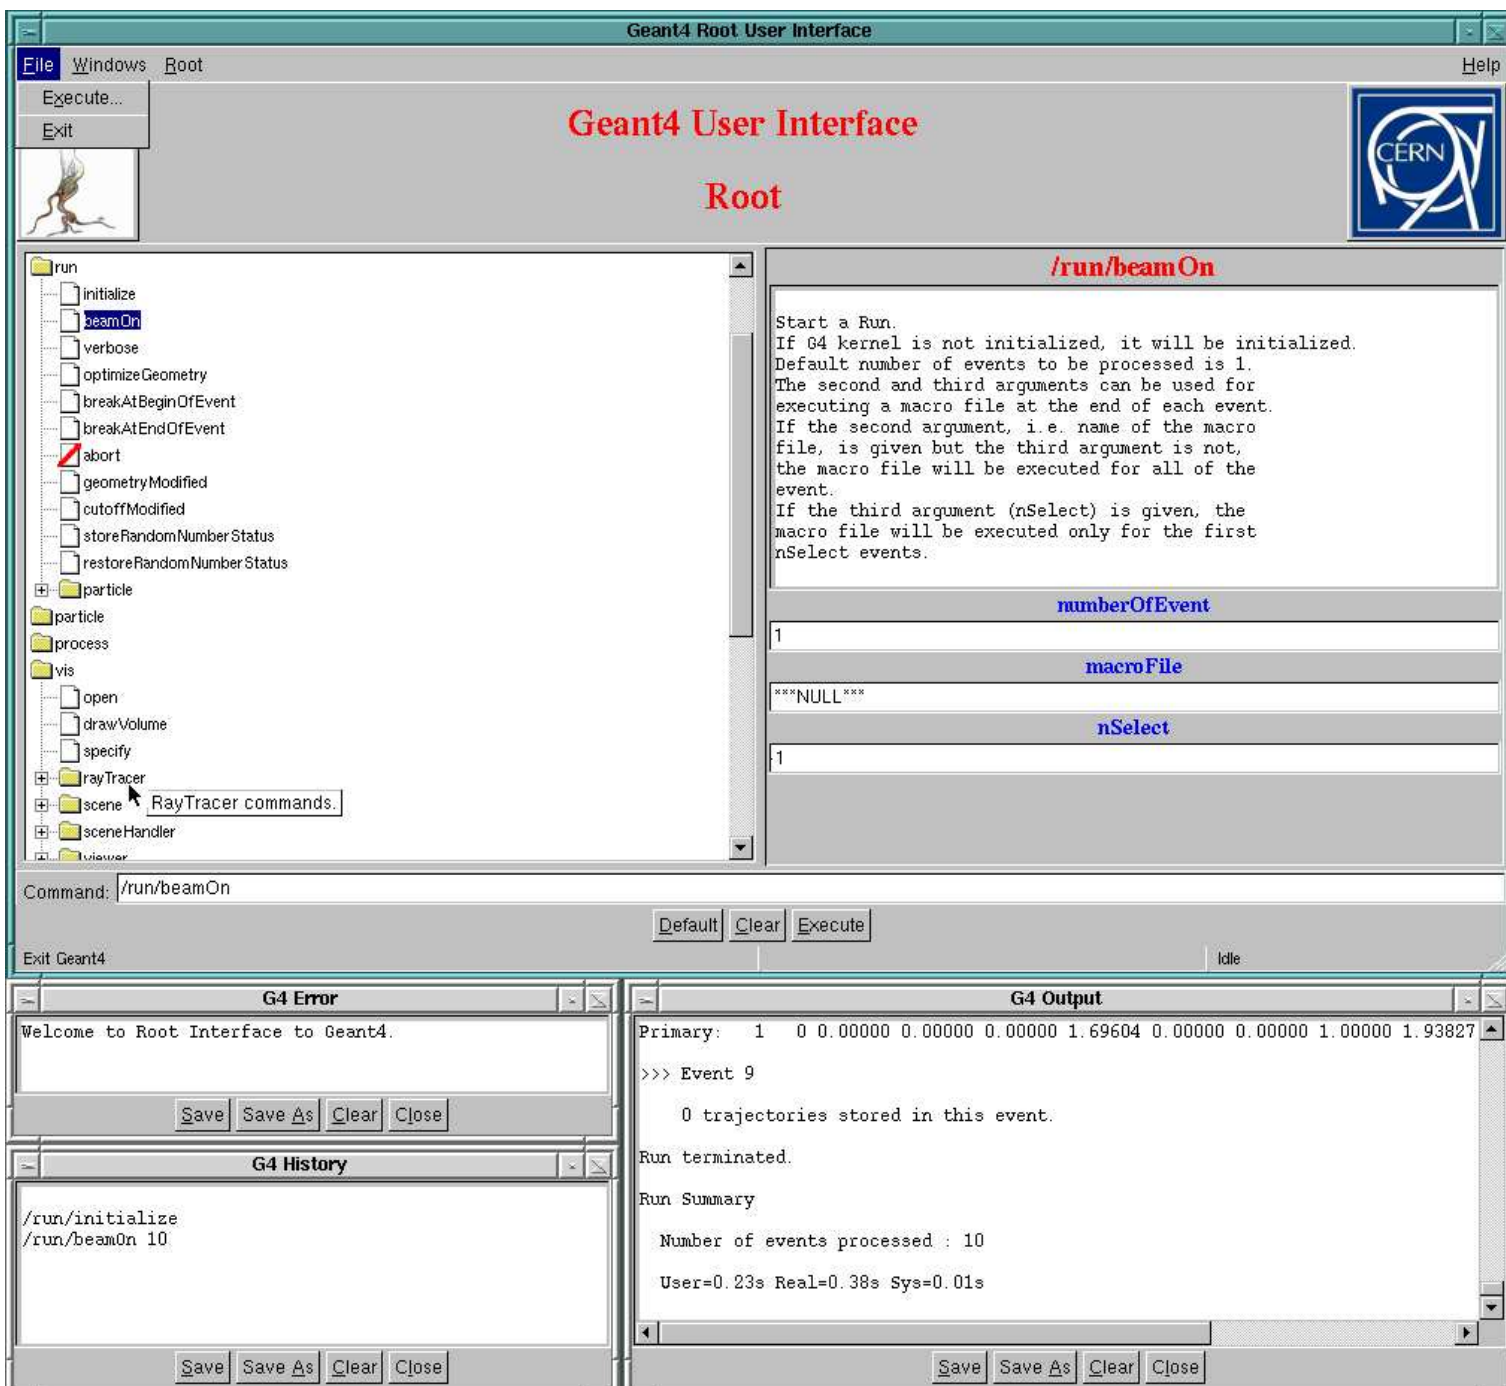 Geant4 Root User Interface
File Windows Root Help
Execute...
Exit
Geant4 User Interface
Root
CERN
run
initialize
beamOn
verbose
optimizeGeometry
breakAtBeginOfEvent
breakAtEndOfEvent
abort
geometryModified
cutoffModified
storeRandomNumberStatus
restoreRandomNumberStatus
particle
particle
process
vis
open
drawVolume
specify
rayTracer
scene
RayTracer commands.
sceneHandler
viewer
/run/beamOn
Start a Run.
If G4 kernel is not initialized, it will be initialized.
Default number of events to be processed is 1.
The second and third arguments can be used for
executing a macro file at the end of each event.
If the second argument, i.e. name of the macro
file, is given but the third argument is not,
the macro file will be executed for all of the
event.
If the third argument (nSelect) is given, the
macro file will be executed only for the first
nSelect events.
numberOfEvent
1
macroFile
***NULL***
nSelect
-1
Command: /run/beamOn
Default Clear Execute
Exit Geant4 Idle
G4 Error
Welcome to Root Interface to Geant4.
Save Save As Clear Close
G4 History
/run/initialize
/run/beamOn 10
Save Save As Clear Close
G4 Output
Primary: 1 0 0.00000 0.00000 0.00000 1.69604 0.00000 0.00000 1.00000 1.93827
>>> Event 9
0 trajectories stored in this event.
Run terminated.
Run Summary
Number of events processed : 10
User=0.23s Real=0.38s Sys=0.01s
Save Save As Clear Close